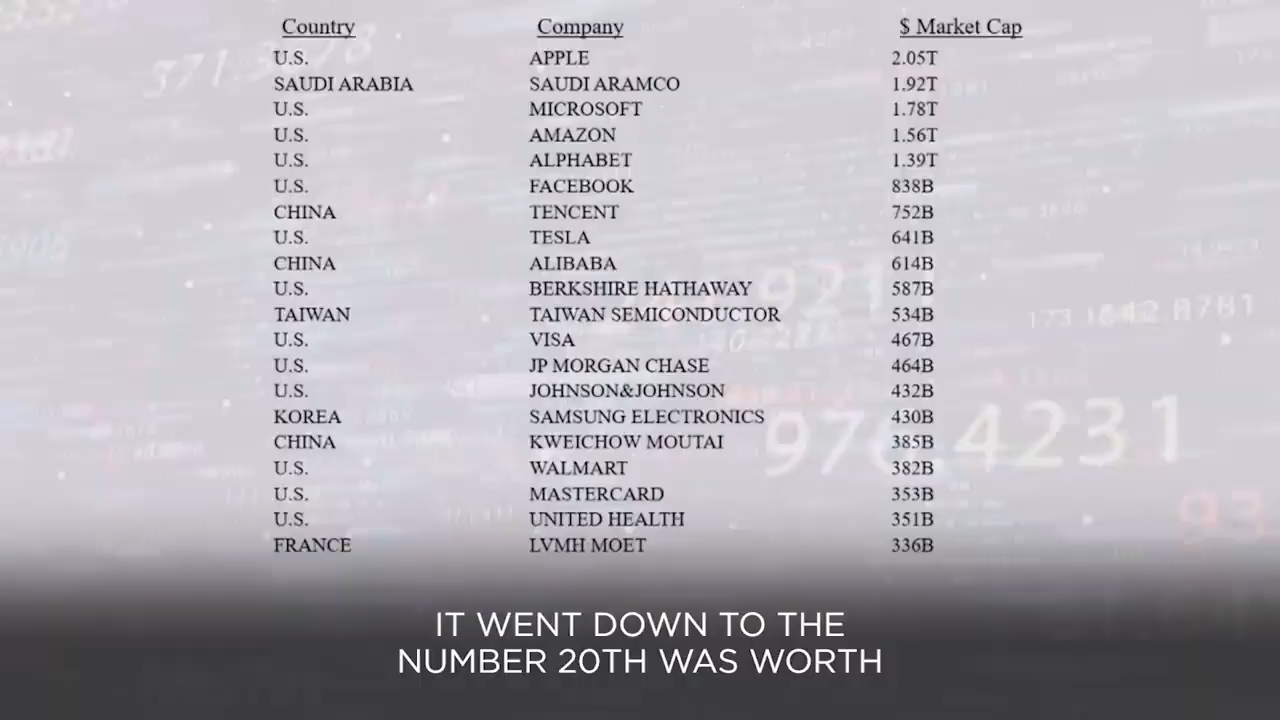 Country Company $ Market Cap
U.S. APPLE 2.05T
SAUDI ARABIA SAUDI ARAMCO 1.92T
U.S. MICROSOFT 1.78T
U.S. AMAZON 1.56T
U.S. ALPHABET 1.39T
U.S. FACEBOOK 838B
CHINA TENCENT 752B
U.S. TESLA 641B
CHINA ALIBABA 614B
U.S. BERKSHIRE HATHAWAY 587B
TAIWAN TAIWAN SEMICONDUCTOR 534B
U.S. VISA 467B
U.S. JP MORGAN CHASE 464B
U.S. JOHNSON&JOHNSON 432B
KOREA SAMSUNG ELECTRONICS 430B
CHINA KWEICHOW MOUTAI 385B
U.S. WALMART 382B
U.S. MASTERCARD 353B
U.S. UNITED HEALTH 351B
FRANCE LVMH MOET 336B
IT WENT DOWN TO THE
NUMBER 20TH WAS WORTH